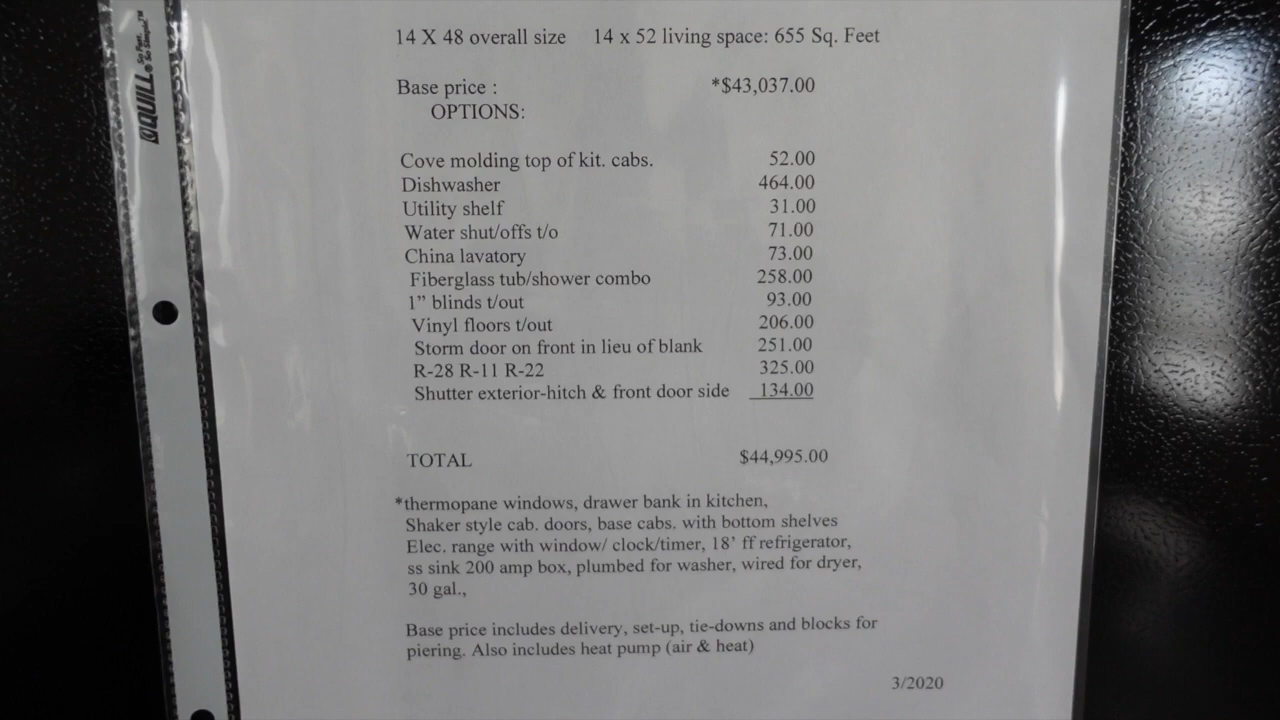 QUILL® So Fast. So Simple.™
14 X 48 overall size 14 x 52 living space: 655 Sq. Feet
Base price : *$43,037.00
OPTIONS:
Cove molding top of kit. cabs. 52.00
Dishwasher 464.00
Utility shelf 31.00
Water shut/offs t/o 71.00
China lavatory 73.00
Fiberglass tub/shower combo 258.00
1” blinds t/out 93.00
Vinyl floors t/out 206.00
Storm door on front in lieu of blank 251.00
R-28 R-11 R-22 325.00
Shutter exterior-hitch & front door side 134.00
TOTAL $44,995.00
*thermopane windows, drawer bank in kitchen,
Shaker style cab. doors, base cabs. with bottom shelves
Elec. range with window/ clock/timer, 18’ ff refrigerator,
ss sink 200 amp box, plumbed for washer, wired for dryer,
30 gal.,
Base price includes delivery, set-up, tie-downs and blocks for
piering. Also includes heat pump (air & heat)
3/2020